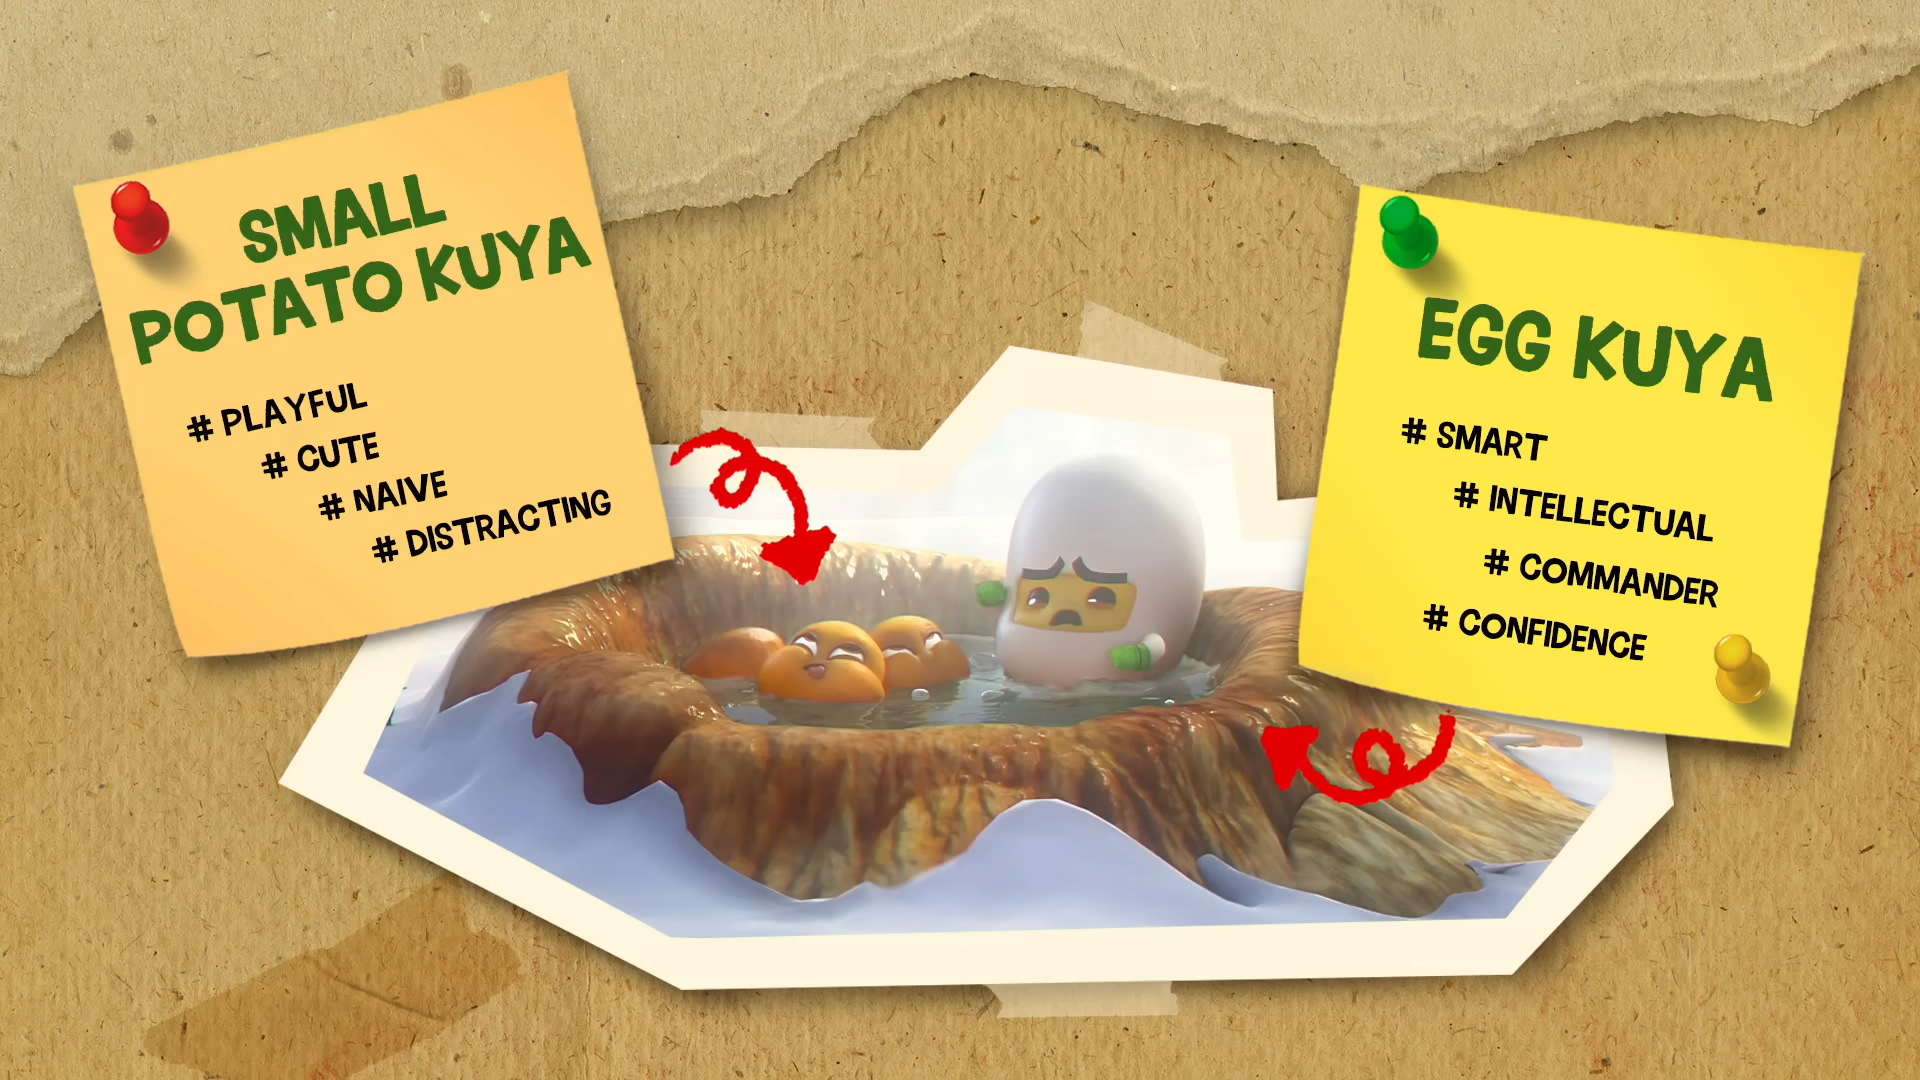 SMALL
POTATO KUYA
# PLAYFUL
# CUTE
# NAIVE
# DISTRACTING
EGG KUYA
# SMART
# INTELLECTUAL
# COMMANDER
# CONFIDENCE